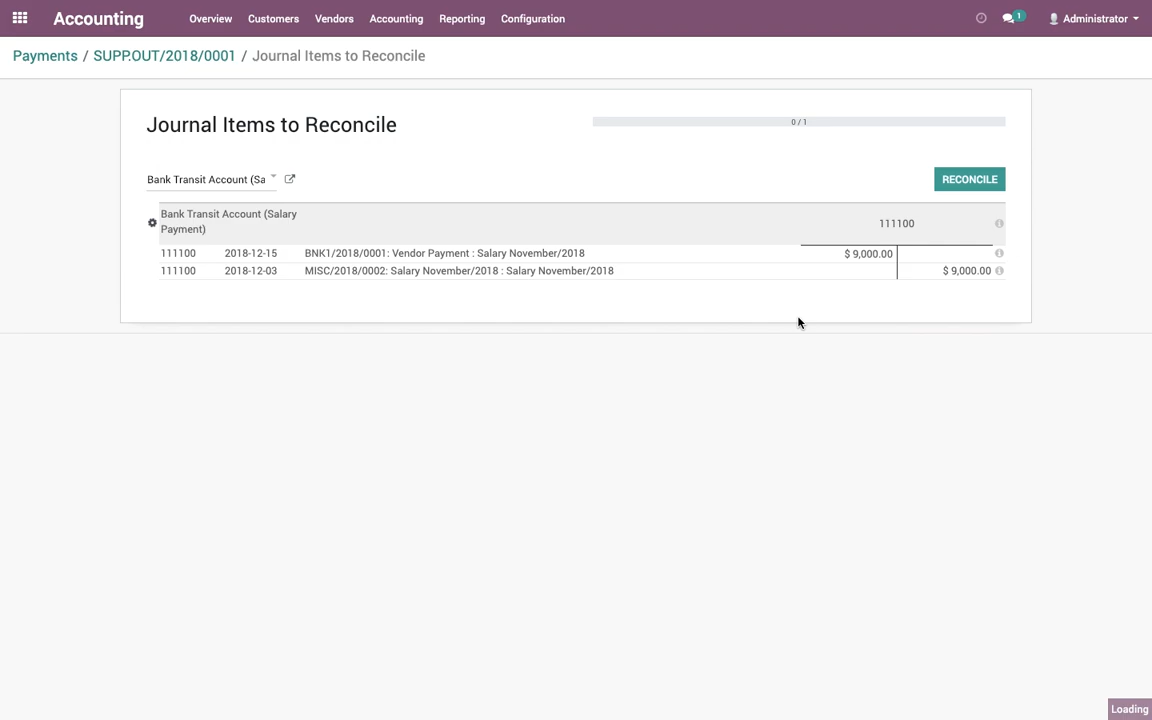 Accounting Overview Customers Vendors Accounting Reporting Configuration 1 Administrator
Payments / SUPP.OUT/2018/0001 / Journal Items to Reconcile
Journal Items to Reconcile 0 / 1
Bank Transit Account (Sa RECONCILE
Bank Transit Account (Salary
Payment) 111100
111100 2018-12-15 BNK1/2018/0001: Vendor Payment : Salary November/2018 $ 9,000.00
111100 2018-12-03 MISC/2018/0002: Salary November/2018 : Salary November/2018 $ 9,000.00
Loading